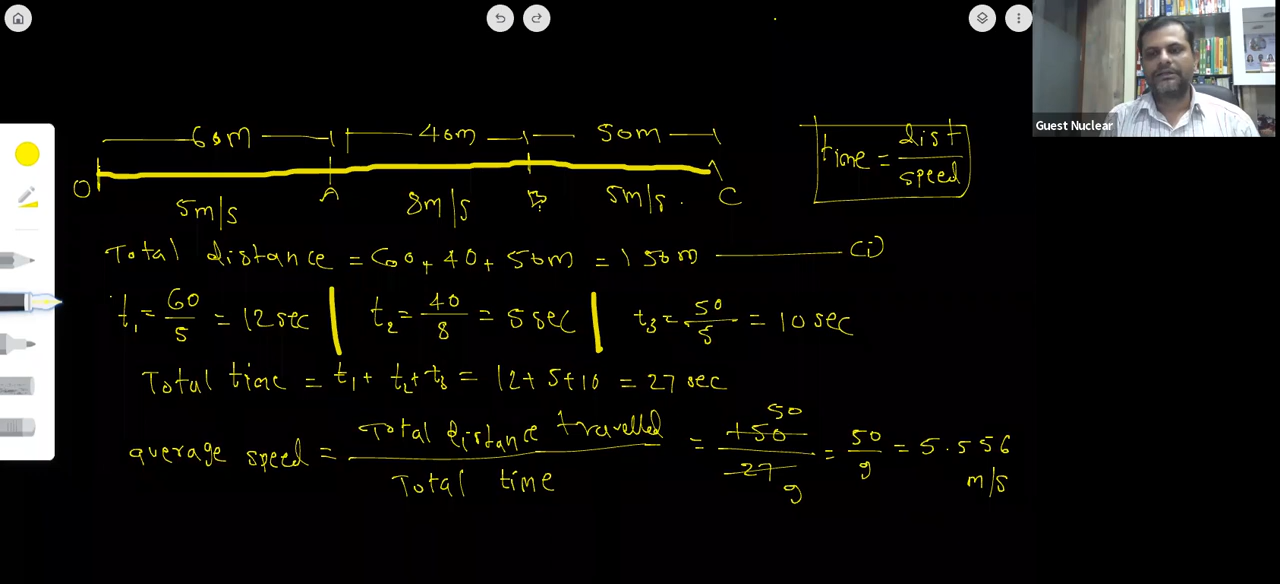 Guest Nuclear
60m 40m 50m
time = dist / speed
O A B C
5m/s 8m/s 5m/s.
Total distance = 60 + 40 + 50m = 150m — (i)
t₁ = 60/5 = 12 sec | t₂ = 40/8 = 5 sec | t₃ = 50/5 = 10 sec
Total time = t₁ + t₂ + t₃ = 12 + 5 + 10 = 27 sec
average speed = Total distance travelled / Total time = 150/27 50/9 = 50/9 = 5.556
m/s